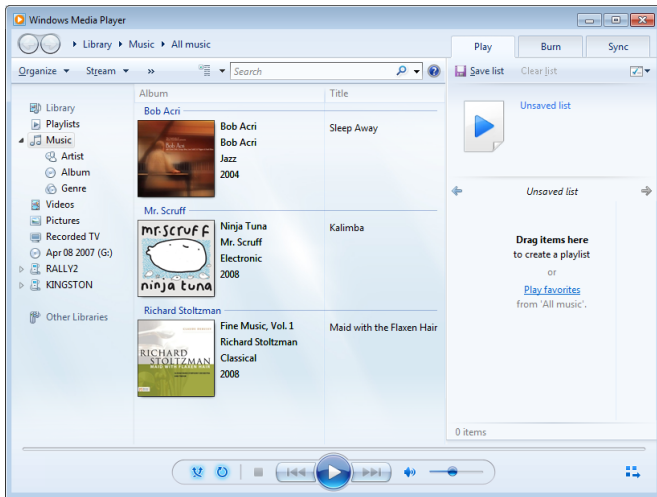 Windows Media Player
Library
Music
All music
Play
Burn
Sync
Organize
Stream
»
Search
Save list
Clear list
Album
Title
Library
Playlists
Music
Artist
Album
Genre
Videos
Pictures
Recorded TV
Apr 08 2007 (G:)
RALLY2
KINGSTON
Other Libraries
Bob Acri
Bob Acri
Bob Acri
Jazz
2004
Sleep Away
Mr. Scruff
mr.scruff
ninja tuna
Ninja Tuna
Mr. Scruff
Electronic
2008
Kalimba
Richard Stoltzman
RICHARD
STOLTZMAN
MAID WITH FLAXEN HAIR
Fine Music, Vol. 1
Richard Stoltzman
Classical
2008
Maid with the Flaxen Hair
Unsaved list
Unsaved list
Drag items here
to create a playlist
or
Play favorites
from 'All music'.
0 items